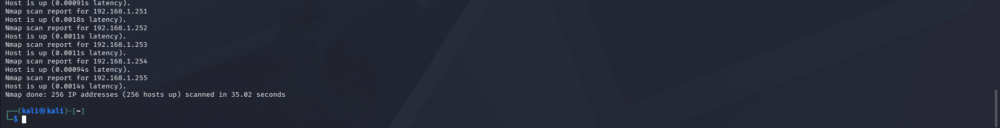 Host is up (0.00091s latency).
Nmap scan report for 192.168.1.251
Host is up (0.0018s latency).
Nmap scan report for 192.168.1.252
Host is up (0.0011s latency).
Nmap scan report for 192.168.1.253
Host is up (0.0011s latency).
Nmap scan report for 192.168.1.254
Host is up (0.00094s latency).
Nmap scan report for 192.168.1.255
Host is up (0.0014s latency).
Nmap done: 256 IP addresses (256 hosts up) scanned in 35.02 seconds
┌──(kali㉿kali)-[~]
└─$